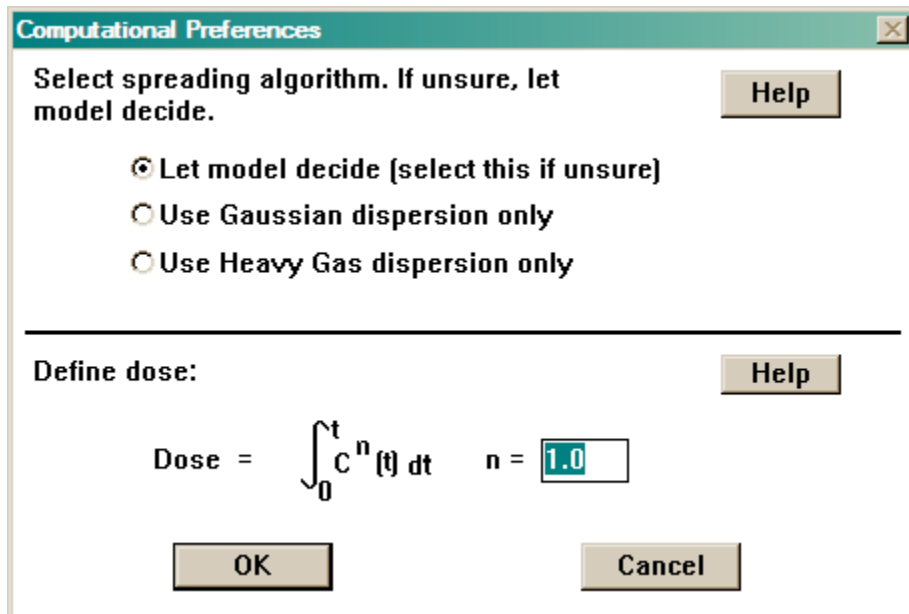 Computational Preferences
Select spreading algorithm. If unsure, let
model decide.
Help
Let model decide (select this if unsure)
Use Gaussian dispersion only
Use Heavy Gas dispersion only
Define dose:
Help
Dose = ∫₀ᵗ Cⁿ(t) dt n = 1.0
OK Cancel